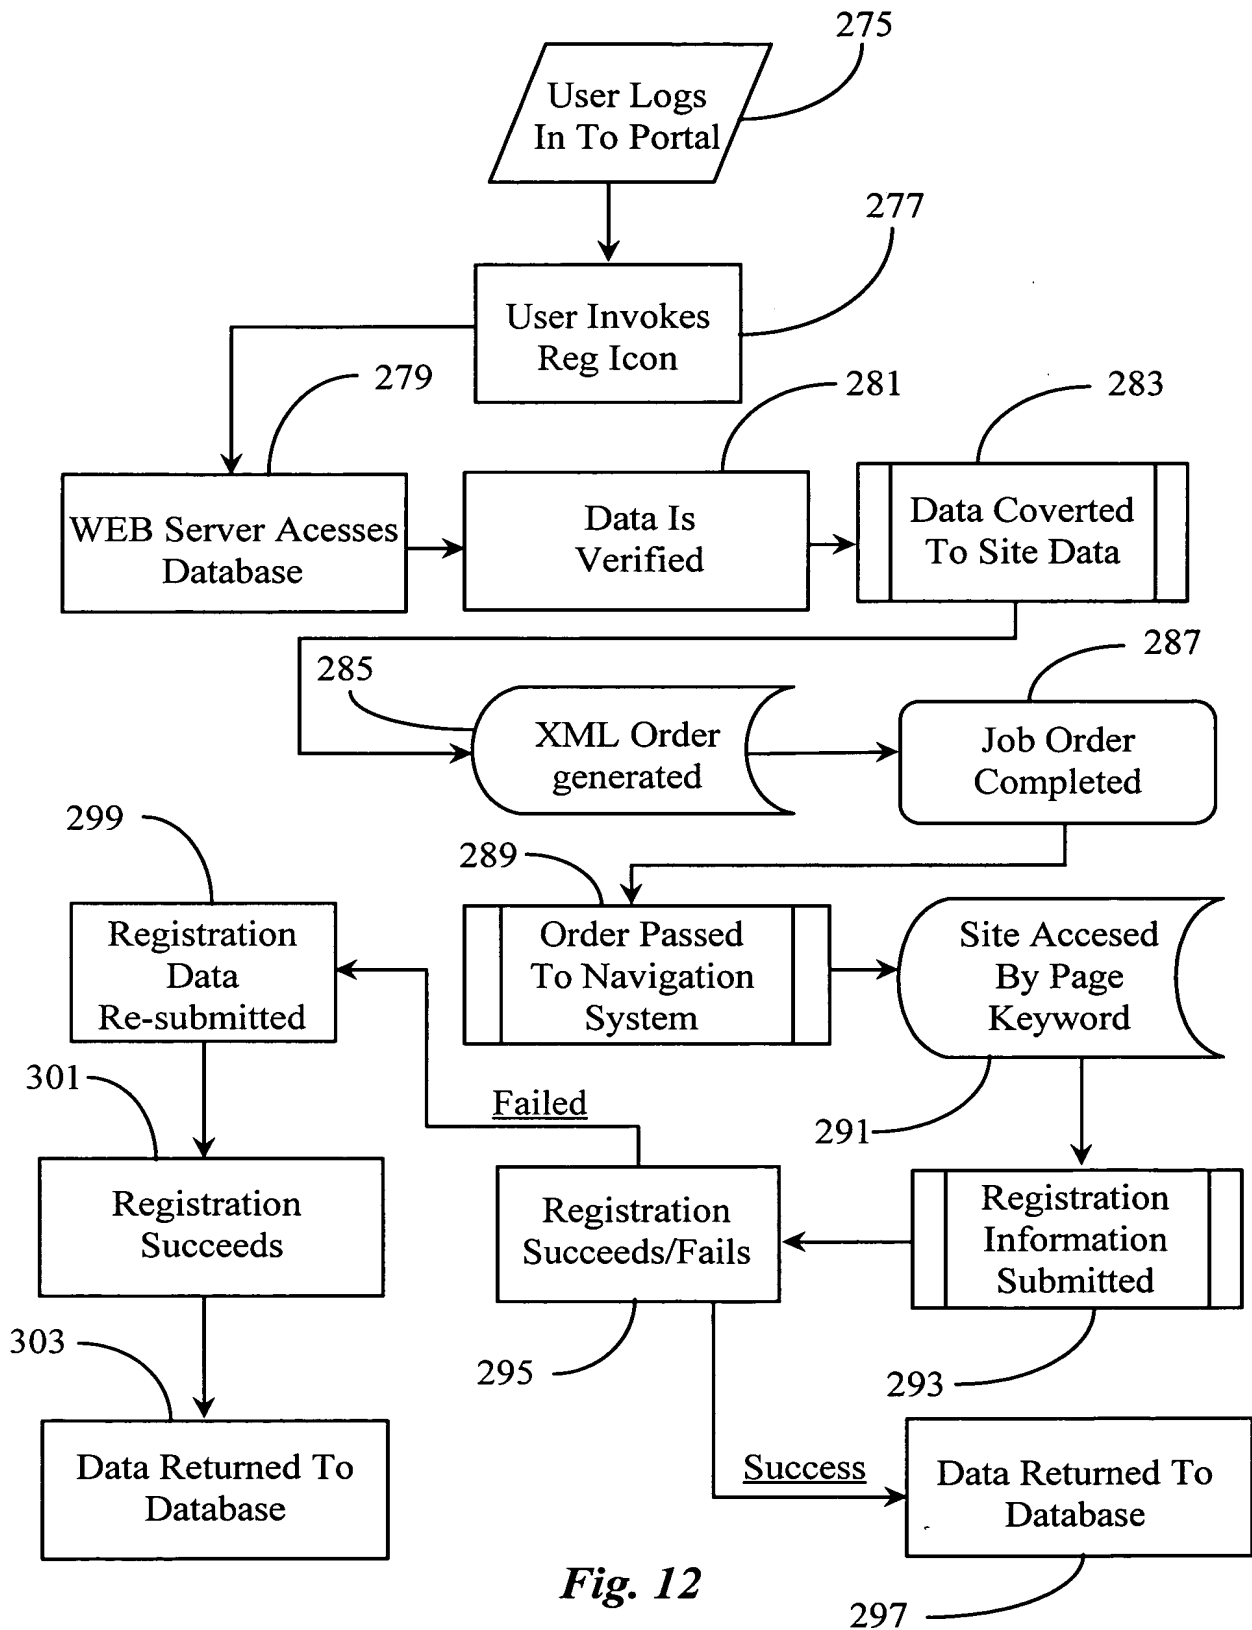 275
User Logs
In To Portal
277
User Invokes
Reg Icon
279
WEB Server Acesses
Database
281
Data Is
Verified
283
Data Coverted
To Site Data
285
XML Order
generated
287
Job Order
Completed
289
Order Passed
To Navigation
System
Site Accesed
By Page
Keyword
291
Registration
Information
Submitted
293
Registration
Succeeds/Fails
295
Failed
299
Registration
Data
Re-submitted
301
Registration
Succeeds
303
Data Returned To
Database
Success
Data Returned To
Database
297
Fig. 12